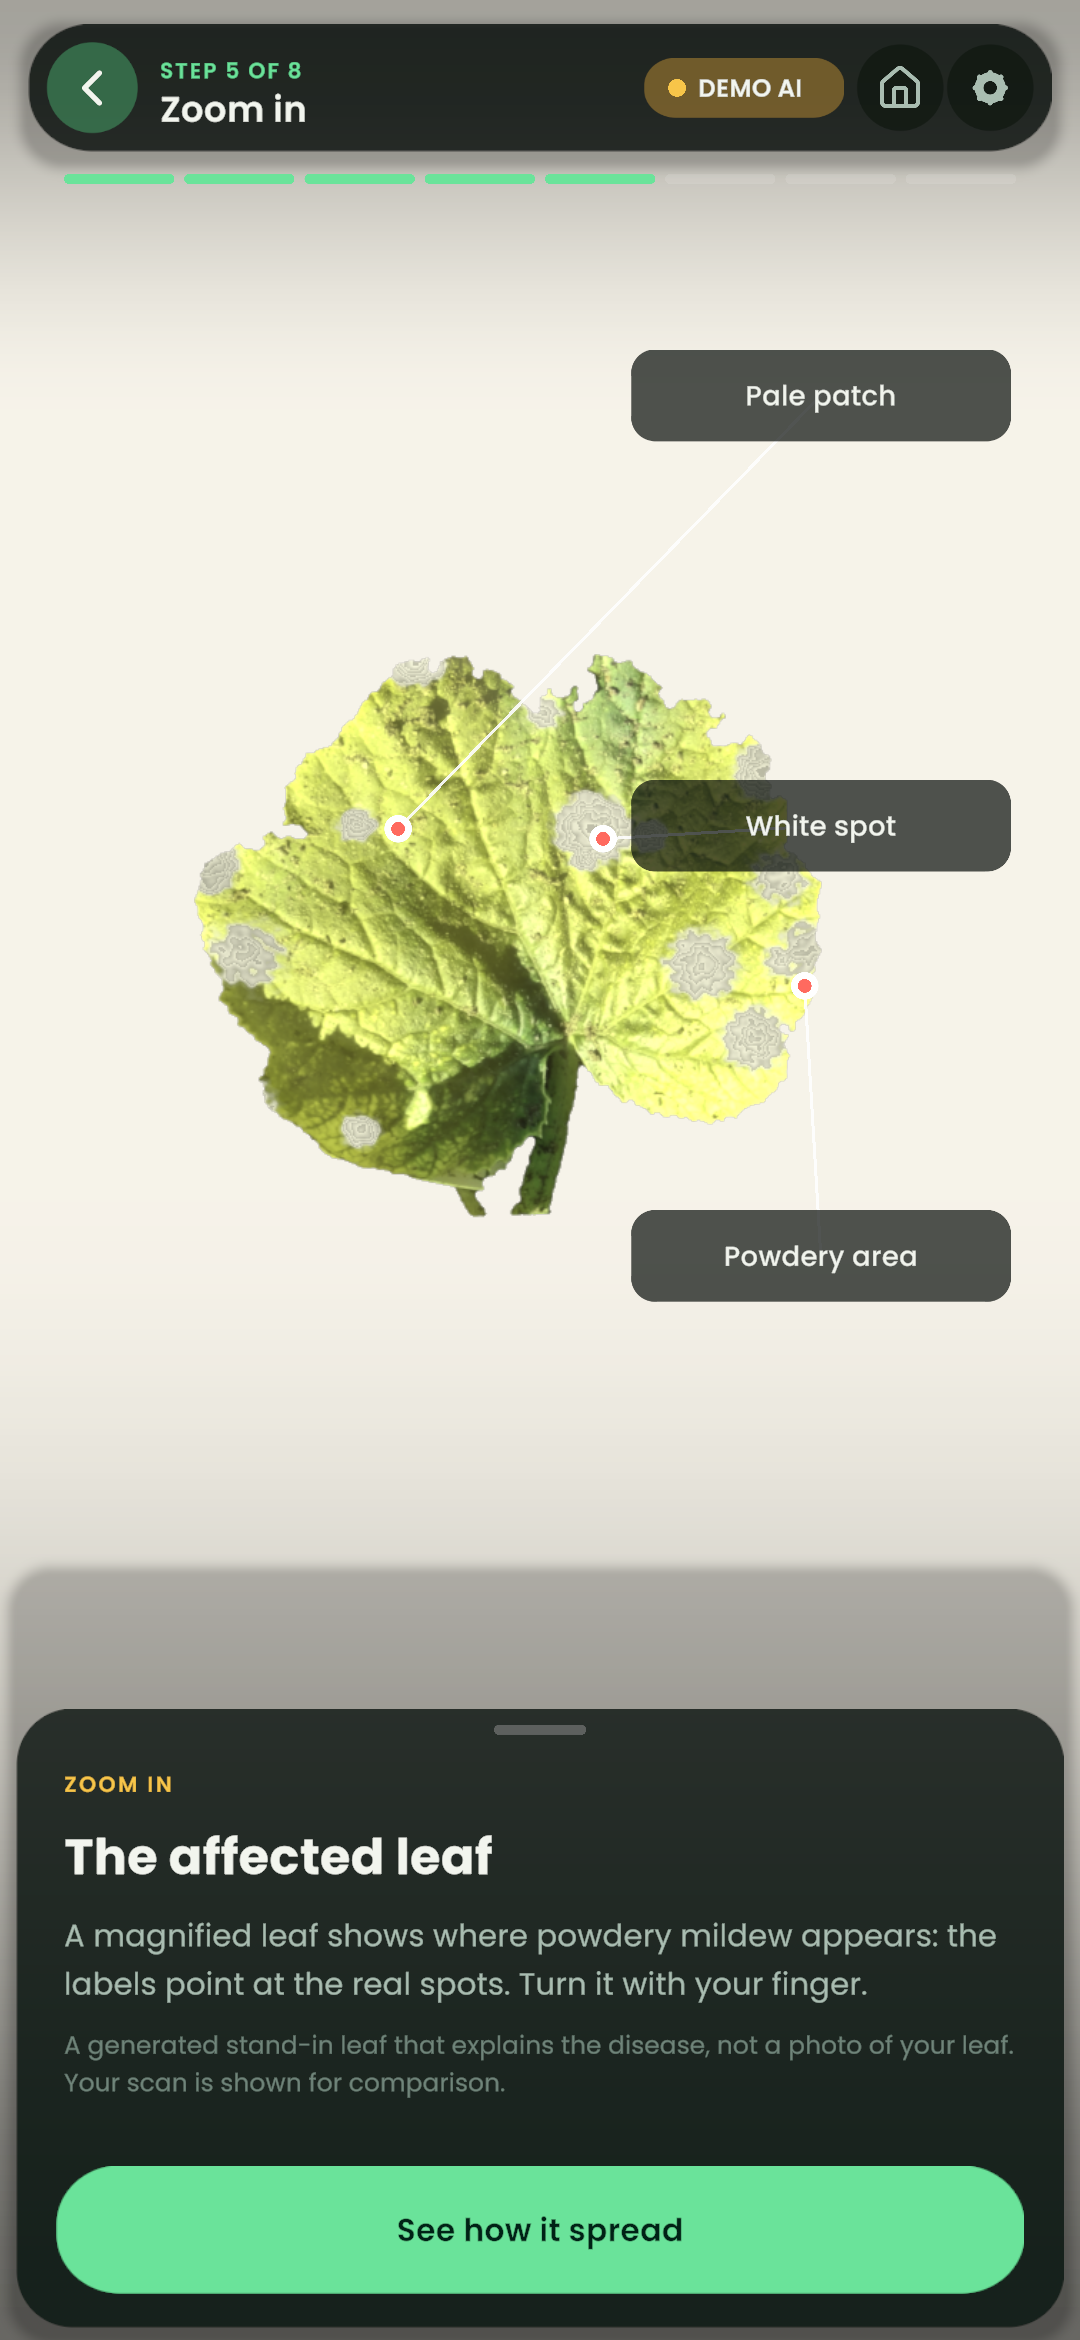 STEP 5 OF 8
Zoom in
DEMO AI
Pale patch
White spot
Powdery area
ZOOM IN
The affected leaf
A magnified leaf shows where powdery mildew appears: the
labels point at the real spots. Turn it with your finger.
A generated stand-in leaf that explains the disease, not a photo of your leaf.
Your scan is shown for comparison.
See how it spread